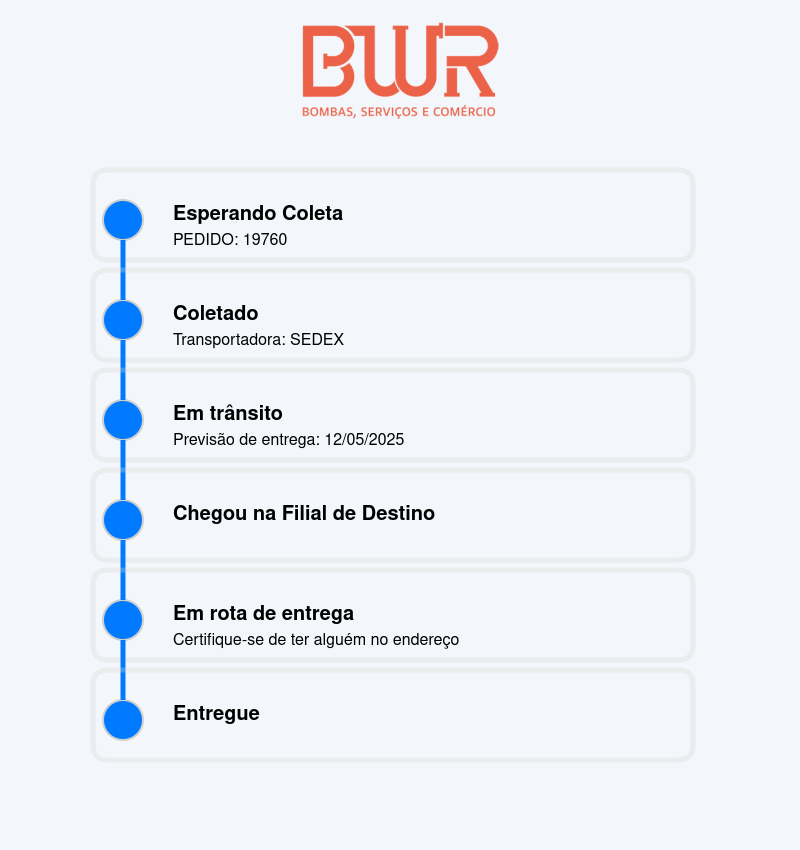 BWR
BOMBAS, SERVIÇOS E COMÉRCIO
Esperando Coleta
PEDIDO: 19760
Coletado
Transportadora: SEDEX
Em trânsito
Previsão de entrega: 12/05/2025
Chegou na Filial de Destino
Em rota de entrega
Certifique-se de ter alguém no endereço
Entregue